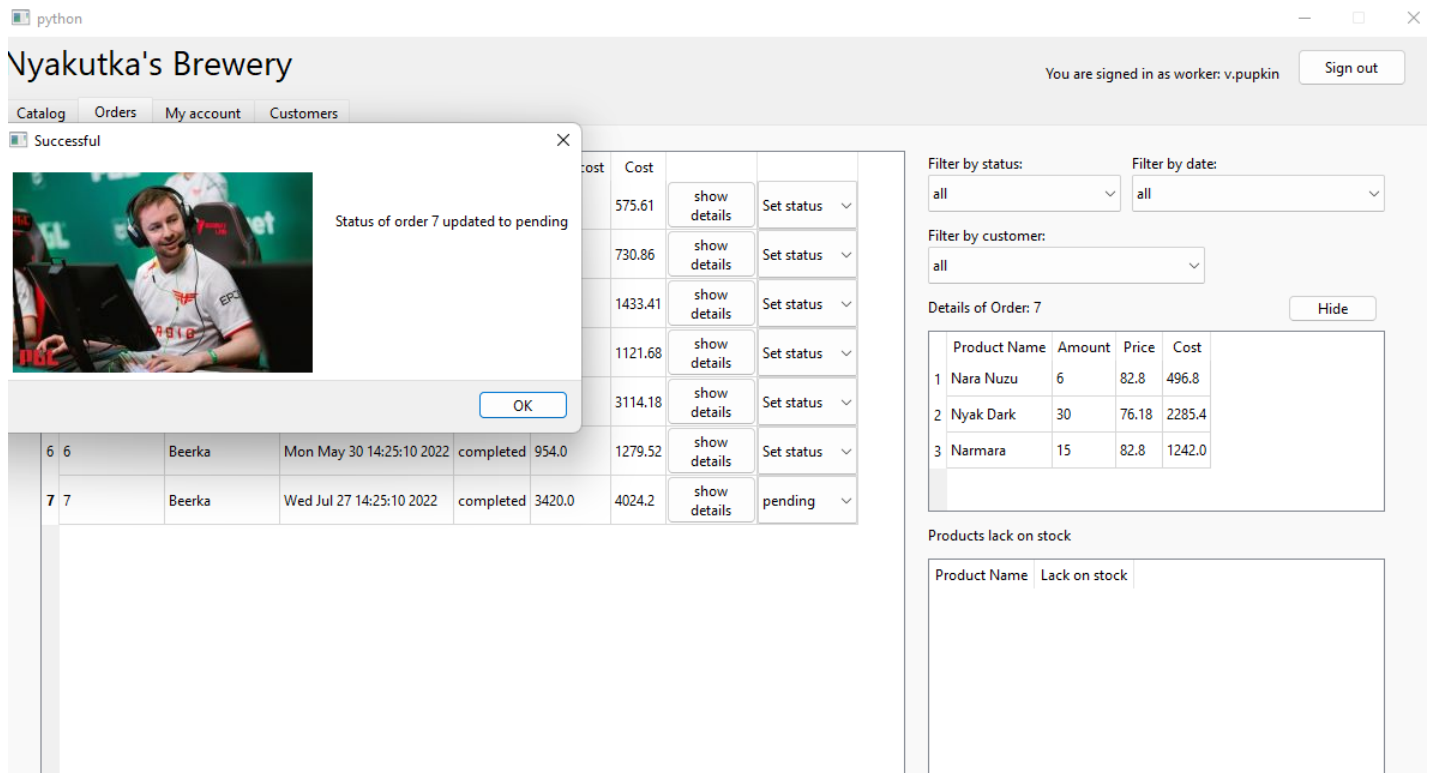 python
Nyakutka's Brewery
You are signed in as worker: v.pupkin
Sign out
Catalog
Orders
My account
Customers
Successful
Status of order 7 updated to pending
OK
cost
Cost
575.61
show
details
Set status
730.86
show
details
Set status
1433.41
show
details
Set status
1121.68
show
details
Set status
3114.18
show
details
Set status
6 6 Beerka Mon May 30 14:25:10 2022 completed 954.0 1279.52
show
details
Set status
7 7 Beerka Wed Jul 27 14:25:10 2022 completed 3420.0 4024.2
show
details
pending
Filter by status:
Filter by date:
all
all
Filter by customer:
all
Details of Order: 7
Hide
Product Name Amount Price Cost
1 Nara Nuzu 6 82.8 496.8
2 Nyak Dark 30 76.18 2285.4
3 Narmara 15 82.8 1242.0
Products lack on stock
Product Name Lack on stock
PGL